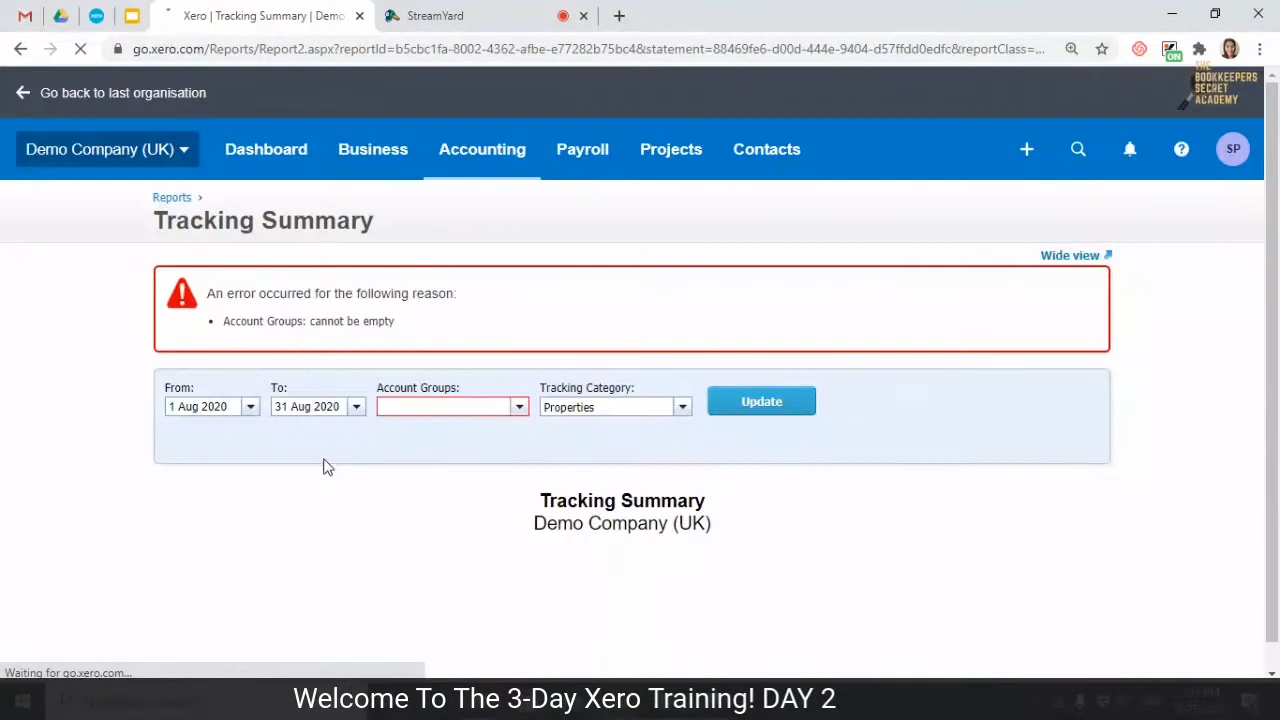 Xero | Tracking Summary | Demo
StreamYard
go.xero.com/Reports/Report2.aspx?reportId=b5cbc1fa-8002-4362-afbe-e77282b75bc4&statement=88469fe6-d00d-444e-9404-d57ffdd0edfc&reportClass=...
ON
Go back to last organisation
THE
BOOKKEEPERS
SECRET
ACADEMY
Demo Company (UK)
Dashboard
Business
Accounting
Payroll
Projects
Contacts
SP
Reports ›
Tracking Summary
Wide view
An error occurred for the following reason:
• Account Groups: cannot be empty
From:
To:
Account Groups:
Tracking Category:
1 Aug 2020
31 Aug 2020
Properties
Update
Tracking Summary
Demo Company (UK)
Waiting for go.xero.com...
Welcome To The 3-Day Xero Training! DAY 2